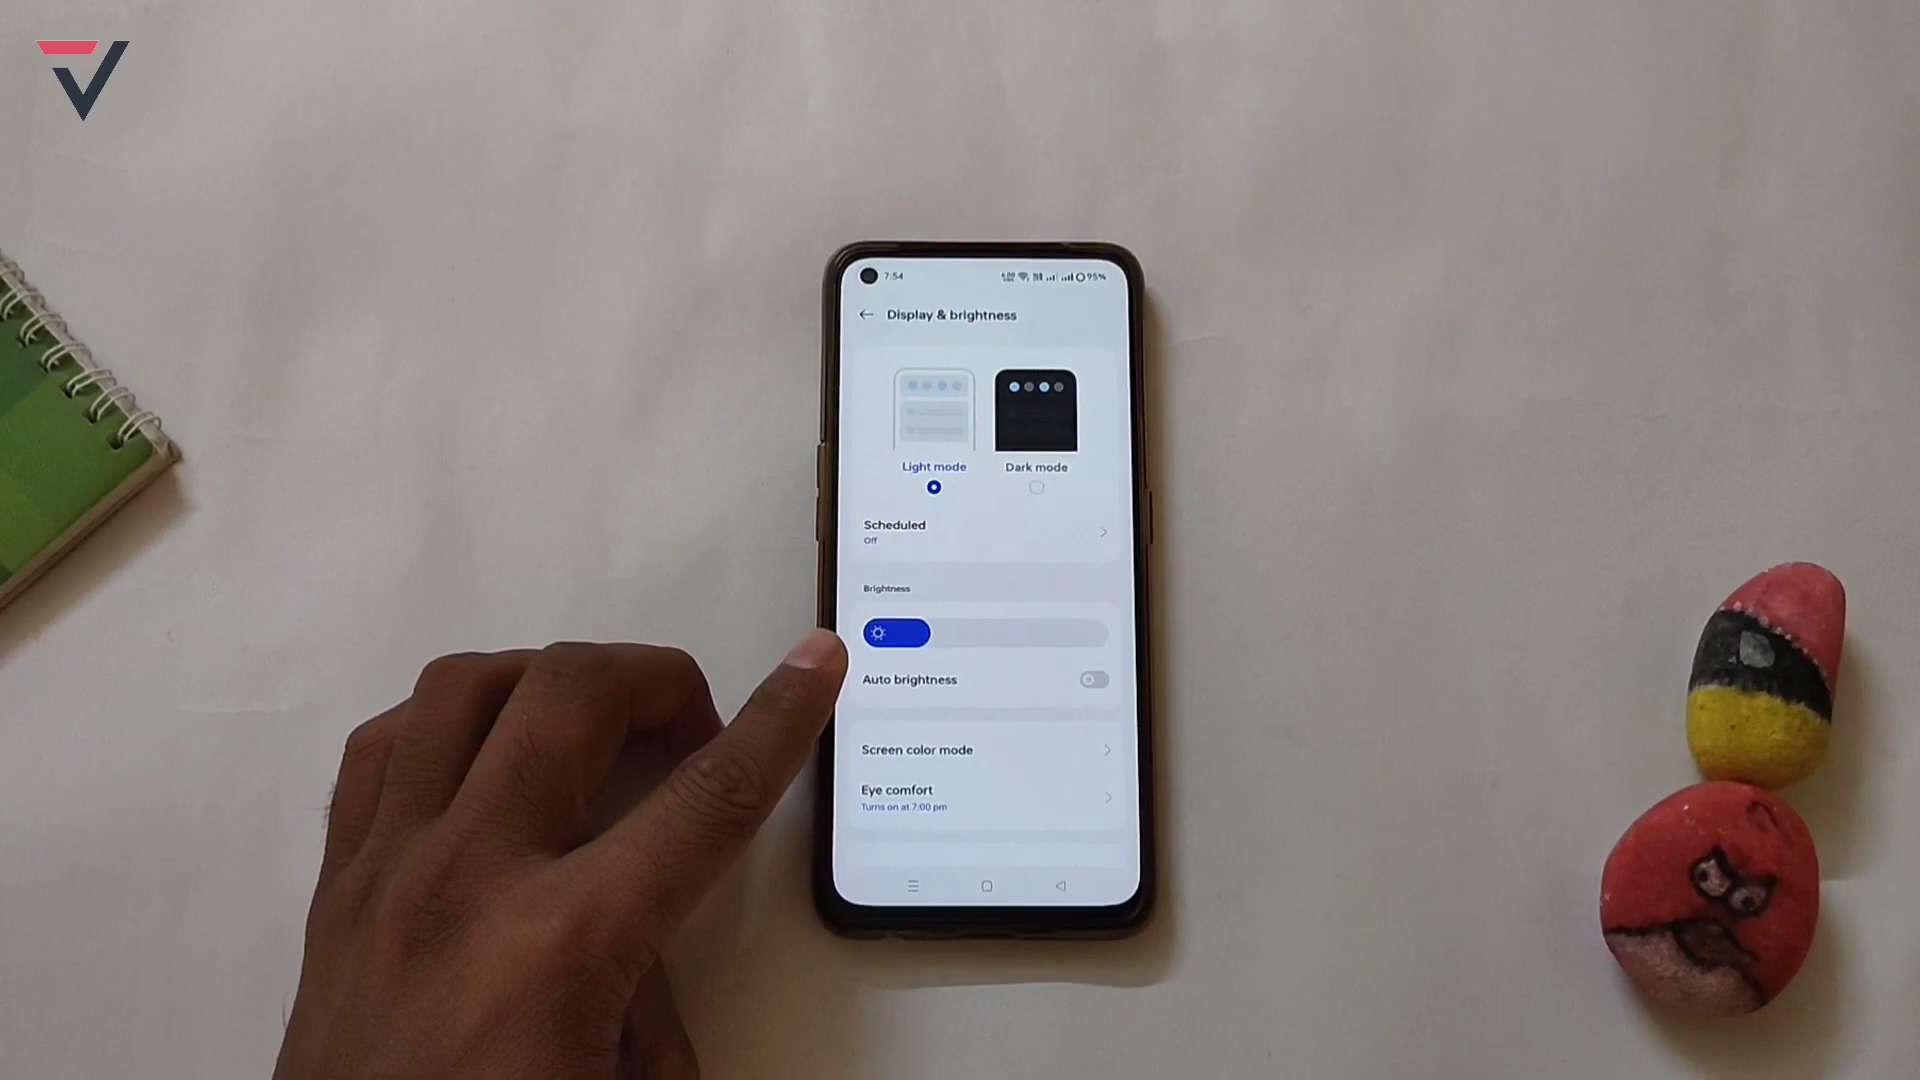 7:54
95%
Display & brightness
Light mode
Dark mode
Scheduled
Off
Brightness
Auto brightness
Screen color mode
Eye comfort
Turns on at 7:00 pm